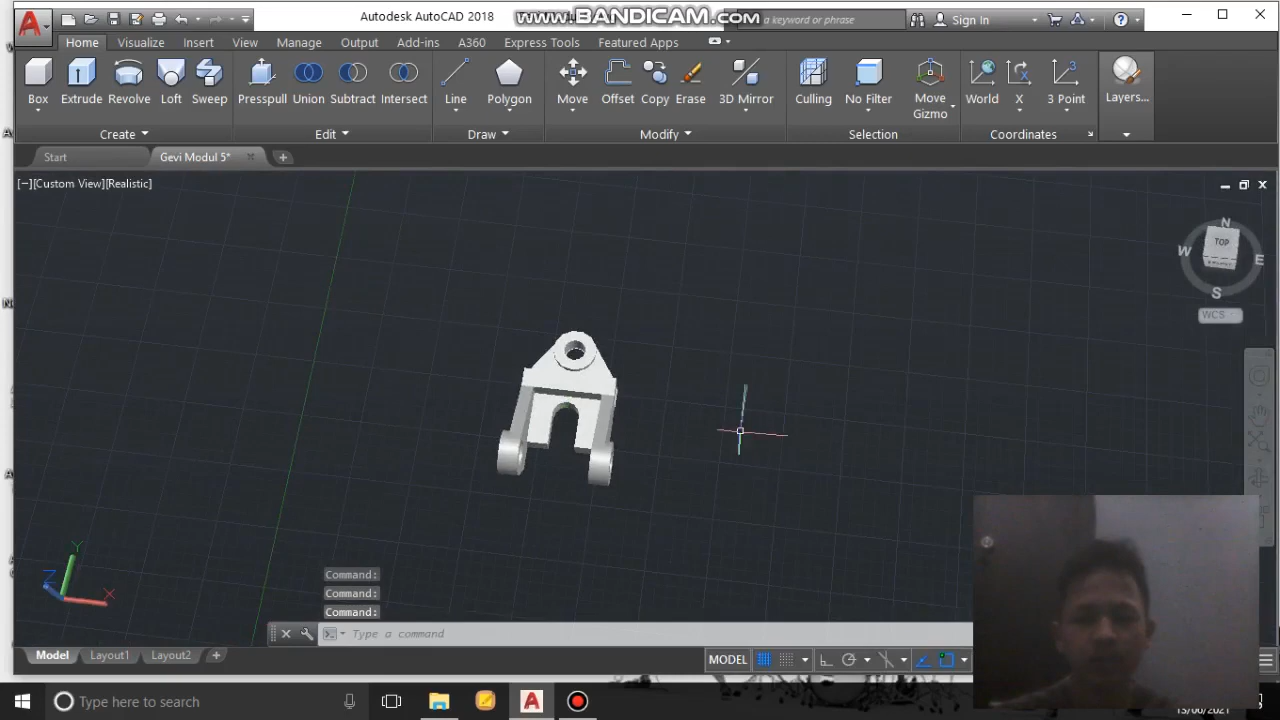 Autodesk AutoCAD 2018
www.BANDICAM.com
a keyword or phrase
Sign In
Home Visualize Insert View Manage Output Add-ins A360 Express Tools Featured Apps
Box Extrude Revolve Loft Sweep Presspull Union Subtract Intersect Line Polygon Move Offset Copy Erase 3D Mirror Culling No Filter Move Gizmo World X 3 Point Layers...
Create Edit Draw Modify Selection Coordinates
Start Gevi Modul 5*
[−][Custom View][Realistic]
N
W TOP E
S
WCS
Y
Z X
Command:
Command:
Command:
Type a command
Model Layout1 Layout2
MODEL
Type here to search